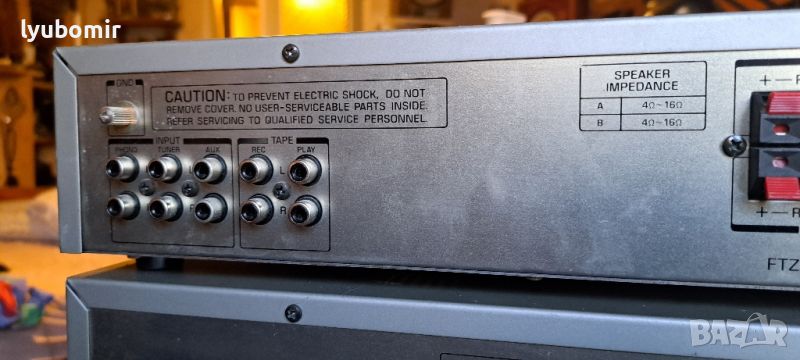 lyubomir
GND
CAUTION: TO PREVENT ELECTRIC SHOCK, DO NOT
REMOVE COVER. NO USER-SERVICEABLE PARTS INSIDE.
REFER SERVICING TO QUALIFIED SERVICE PERSONNEL.
SPEAKER
IMPEDANCE
A 4Ω~16Ω
B 4Ω~16Ω
+ — R
INPUT TAPE
PHONO TUNER AUX REC PLAY
L L
R R
+ — R
FTZ
BAZAR